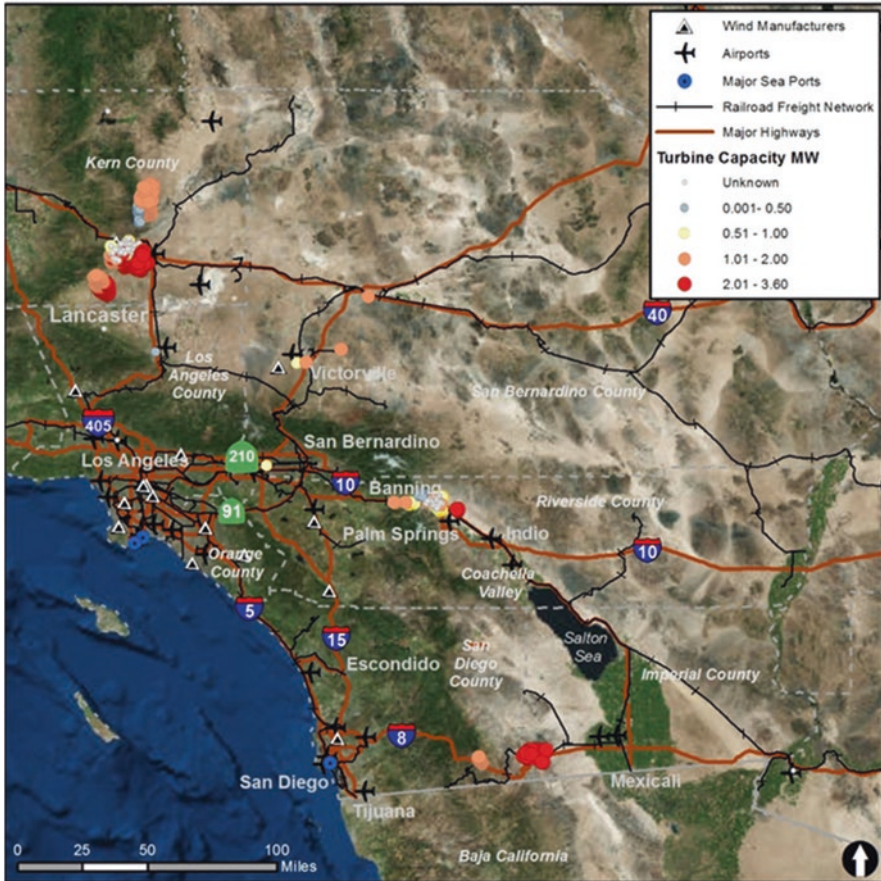 Wind Manufacturers
Airports
Major Sea Ports
Railroad Freight Network
Major Highways
Turbine Capacity MW
Unknown
0.001- 0.50
0.51 - 1.00
1.01 - 2.00
2.01 - 3.60
Kern County
Lancaster
40
Los
Angeles
County
Victorville
San Bernardino County
405
Los Angeles
210
San Bernardino
10
Banning
91
Riverside County
Palm Springs
Indio
10
Orange
County
Coachella
Valley
5
15
Salton
Sea
Escondido
San
Diego
County
Imperial County
8
San Diego
Mexicali
Tijuana
Baja California
0 25 50 100
Miles